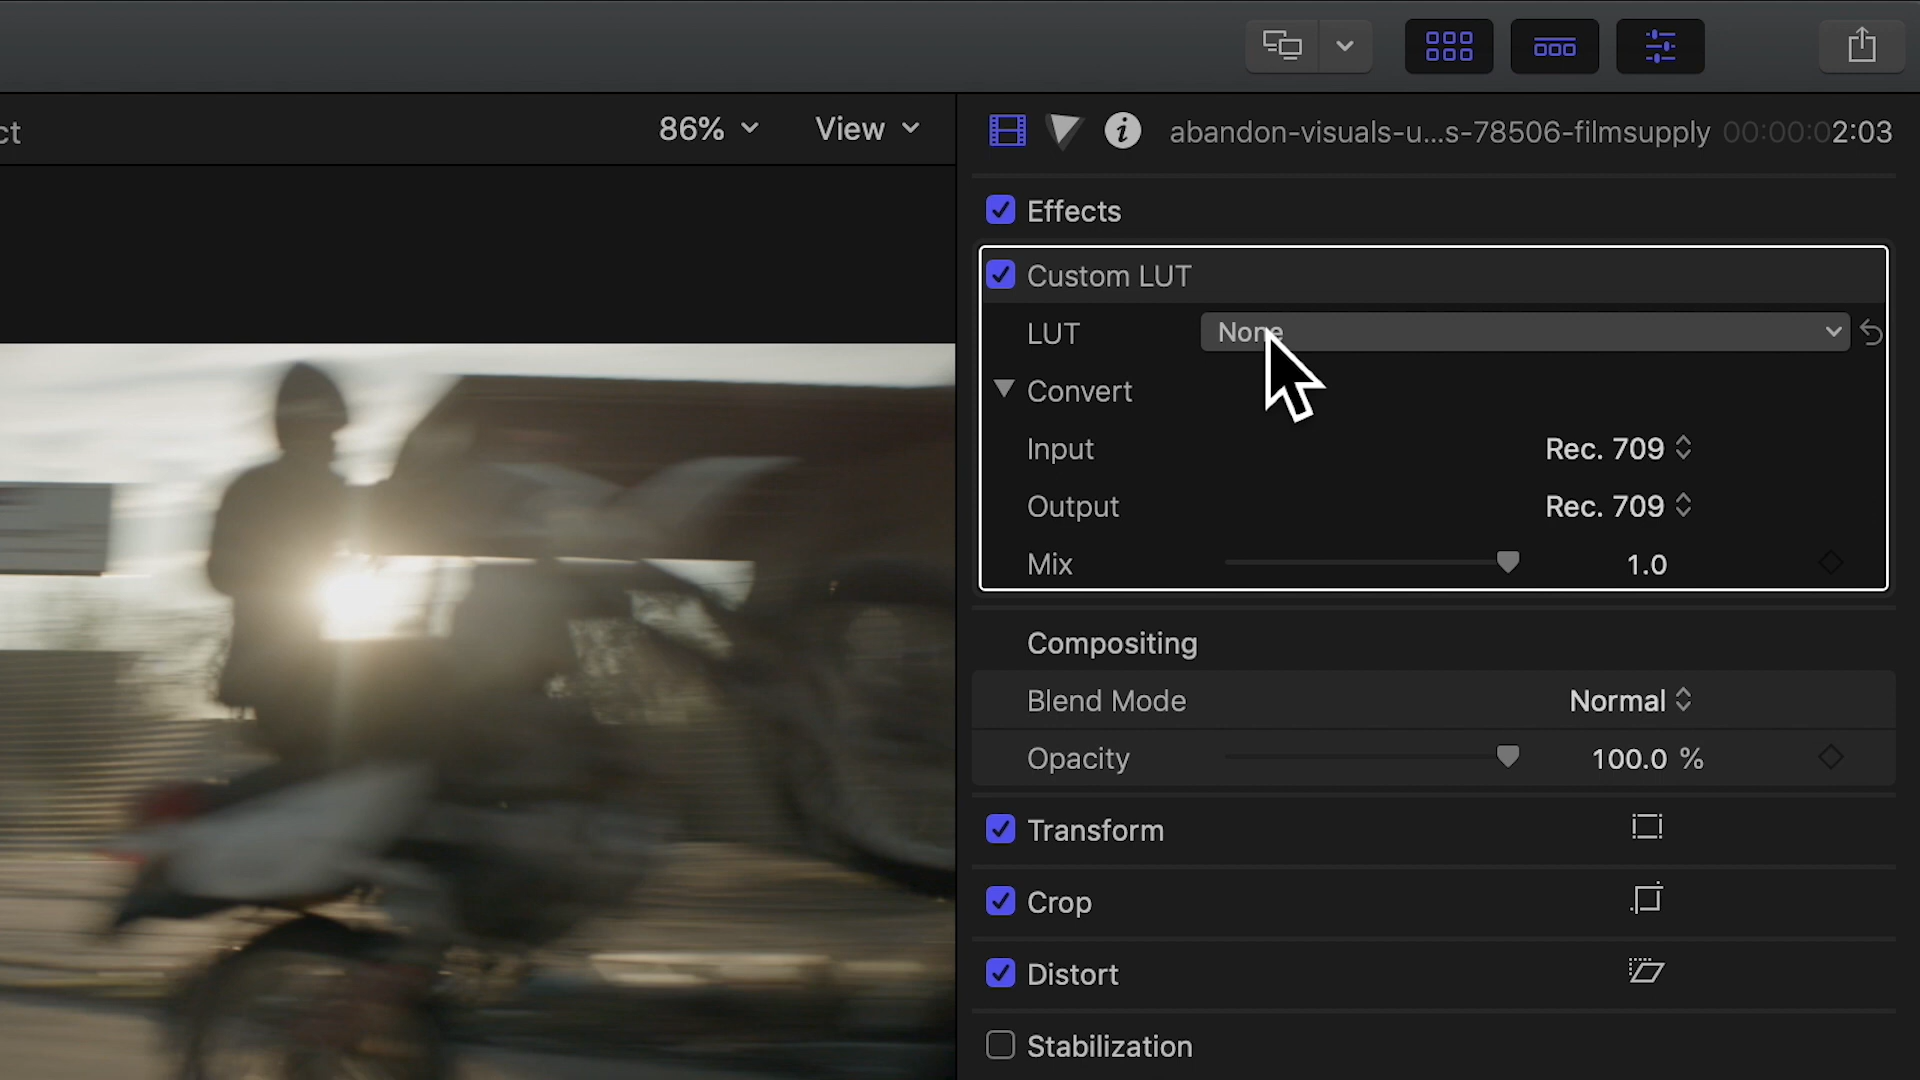 ct
86%
View
abandon-visuals-u...s-78506-filmsupply 00:00:02:03
Effects
Custom LUT
LUT None
Convert
Input Rec. 709
Output Rec. 709
Mix 1.0
Compositing
Blend Mode Normal
Opacity 100.0 %
Transform
Crop
Distort
Stabilization